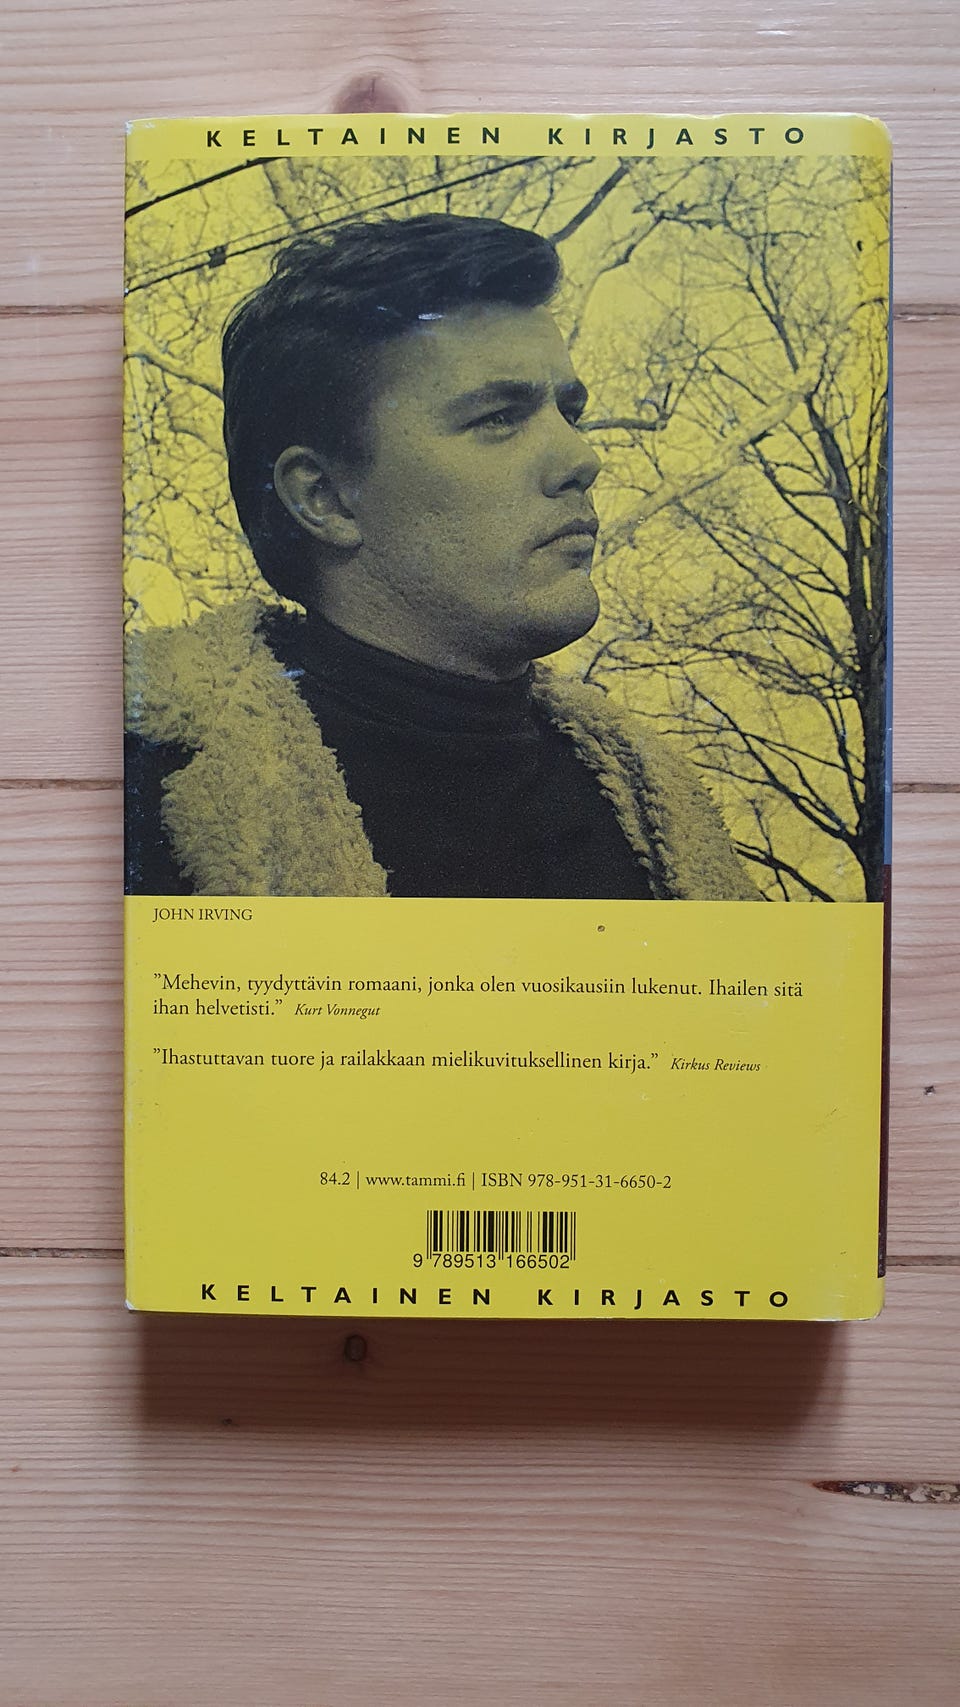 KELTAINEN KIRJASTO
JOHN IRVING
”Mehevin, tyydyttävin romaani, jonka olen vuosikausiin lukenut. Ihailen sitä
ihan helvetisti.” Kurt Vonnegut
”Ihastuttavan tuore ja railakkaan mielikuvituksellinen kirja.” Kirkus Reviews
84.2 | www.tammi.fi | ISBN 978-951-31-6650-2
9 789513 166502
KELTAINEN KIRJASTO